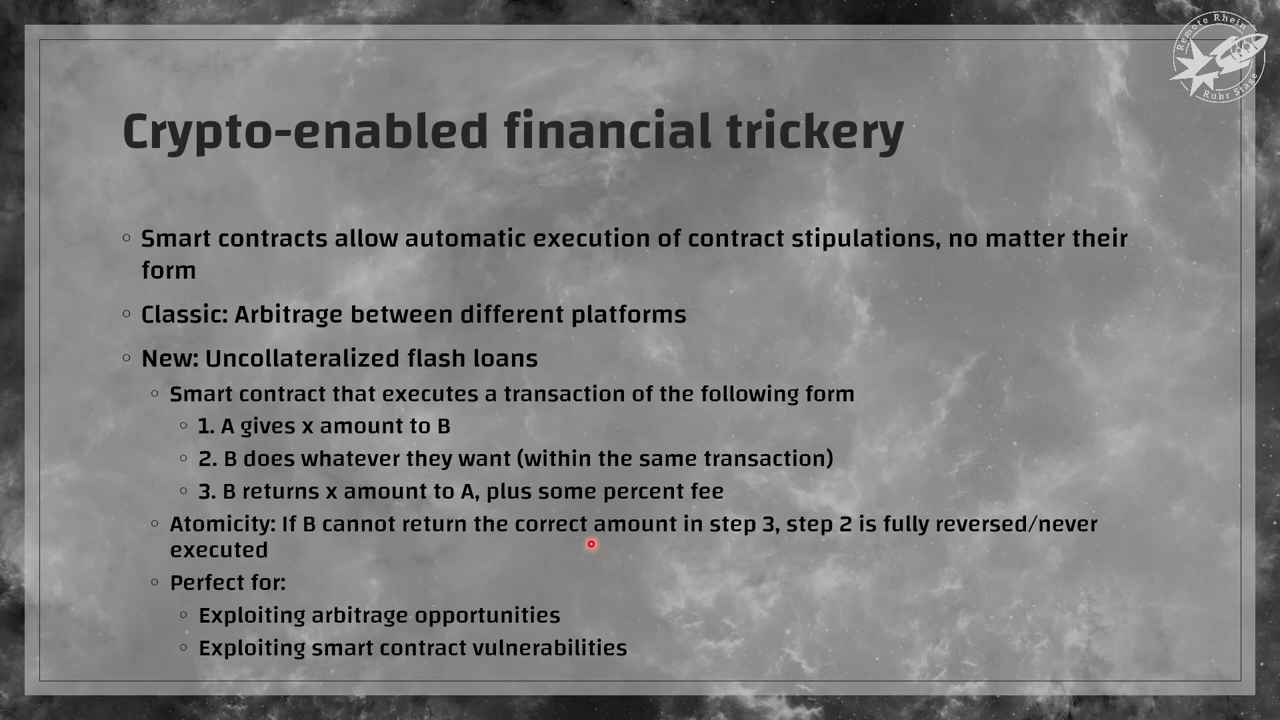 Remote Rhein
Ruhr Stage
Crypto-enabled financial trickery
Smart contracts allow automatic execution of contract stipulations, no matter their
form
Classic: Arbitrage between different platforms
New: Uncollateralized flash loans
Smart contract that executes a transaction of the following form
1. A gives x amount to B
2. B does whatever they want (within the same transaction)
3. B returns x amount to A, plus some percent fee
Atomicity: If B cannot return the correct amount in step 3, step 2 is fully reversed/never
executed
Perfect for:
Exploiting arbitrage opportunities
Exploiting smart contract vulnerabilities